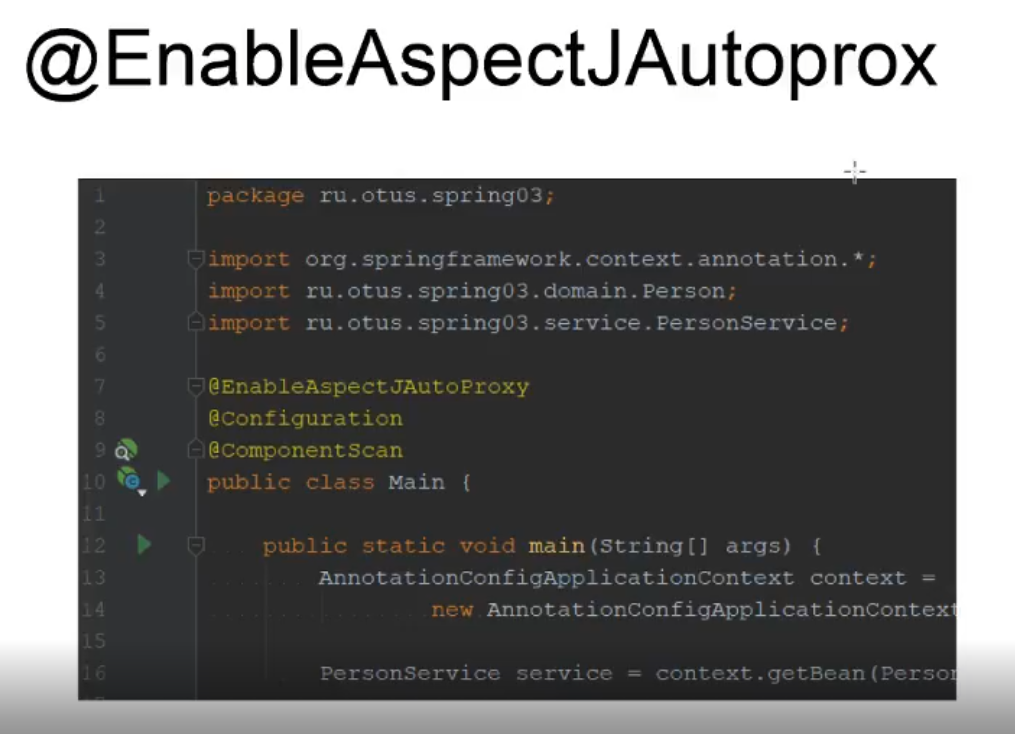 @EnableAspectJAutoprox
1 package ru.otus.spring03;
2
3 import org.springframework.context.annotation.*;
4 import ru.otus.spring03.domain.Person;
5 import ru.otus.spring03.service.PersonService;
6
7 @EnableAspectJAutoProxy
8 @Configuration
9 @ComponentScan
10 public class Main {
11
12 public static void main(String[] args) {
13 AnnotationConfigApplicationContext context =
14 new AnnotationConfigApplicationContext
15
16 PersonService service = context.getBean(Person